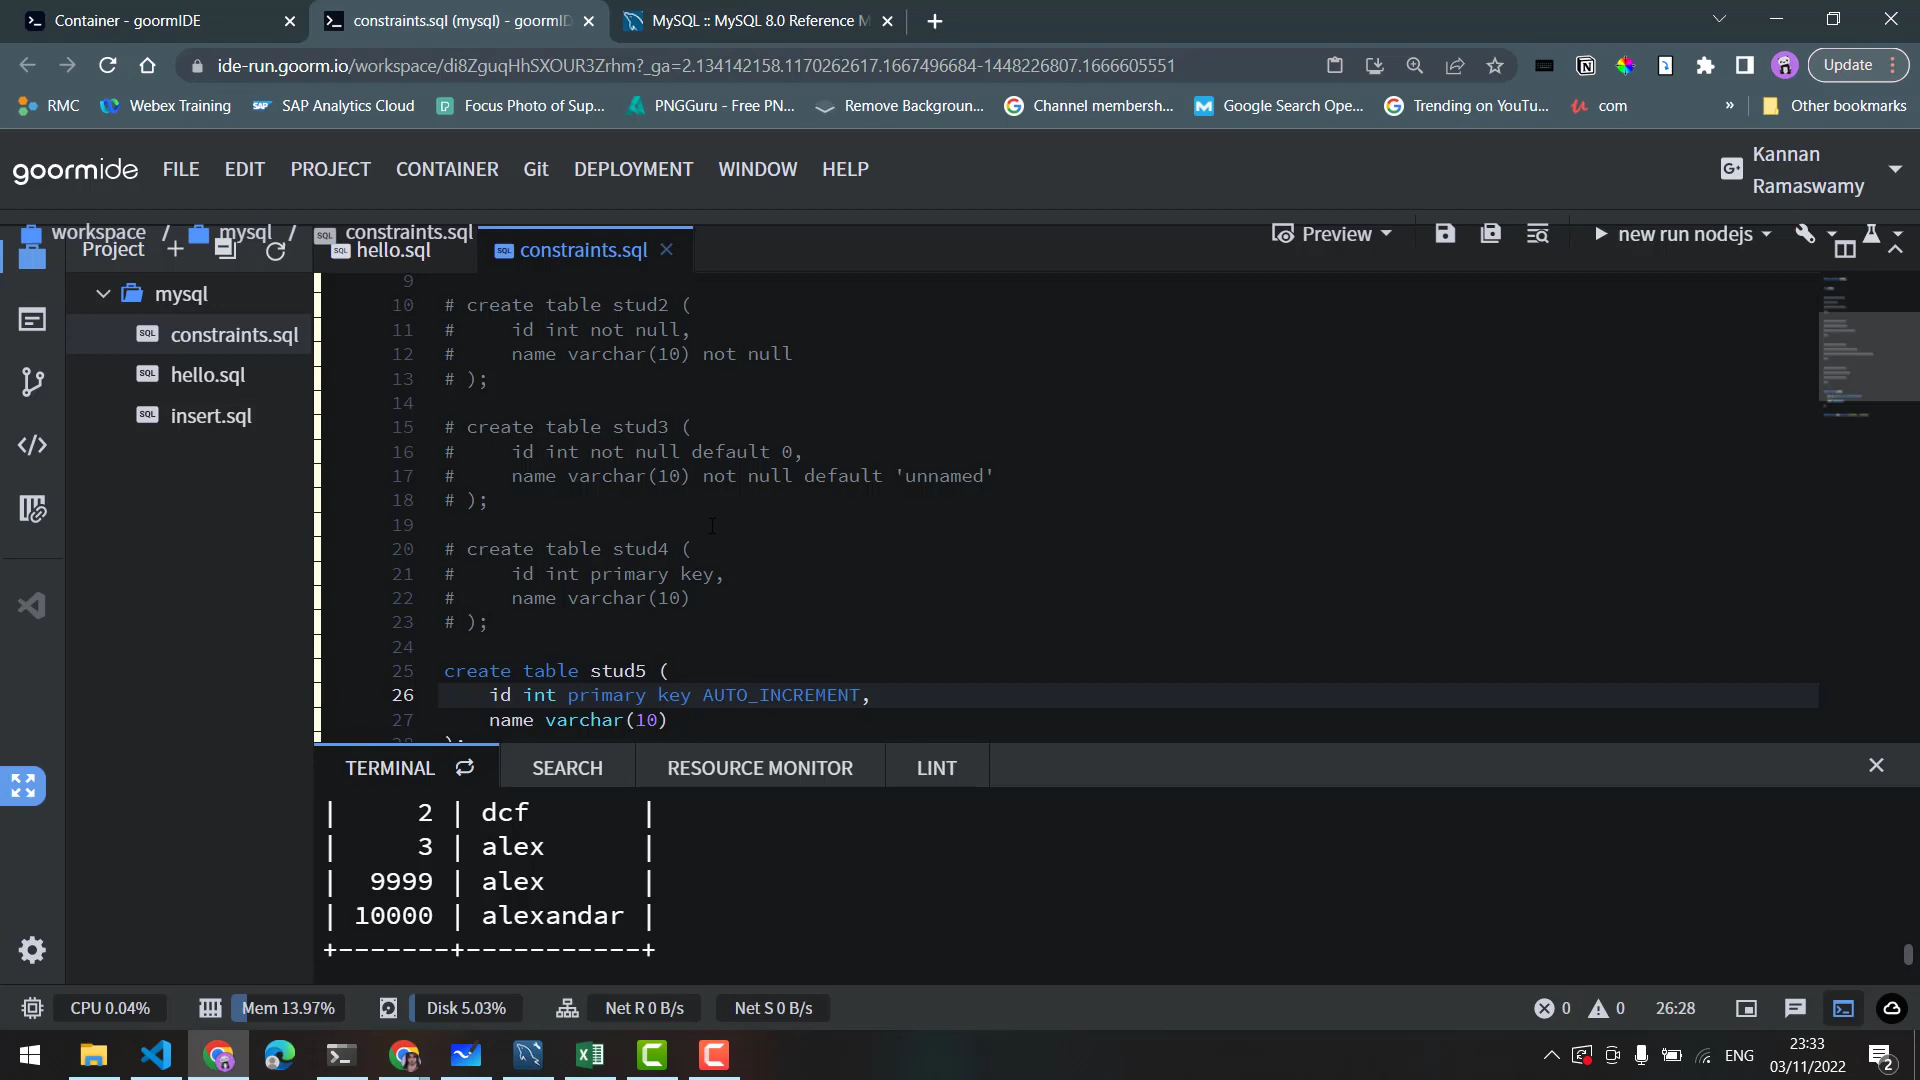 Container - goormIDE
constraints.sql (mysql) - goormID
MySQL :: MySQL 8.0 Reference M
ide-run.goorm.io/workspace/di8ZguqHhSXOUR3Zrhm?_ga=2.134142158.1170262617.1667496684-1448226807.1666605551
Update
RMC
Webex Training
SAP Analytics Cloud
Focus Photo of Sup...
PNGGuru - Free PN...
Remove Backgroun...
Channel membersh...
Google Search Ope...
Trending on YouTu...
com
»
Other bookmarks
goormide
FILE
EDIT
PROJECT
CONTAINER
Git
DEPLOYMENT
WINDOW
HELP
Kannan
Ramaswamy
workspace / mysql / constraints.sql
Preview
new run nodejs
Project
hello.sql
constraints.sql
mysql
constraints.sql
hello.sql
insert.sql
9
10 # create table stud2 (
11 # id int not null,
12 # name varchar(10) not null
13 # );
14
15 # create table stud3 (
16 # id int not null default 0,
17 # name varchar(10) not null default 'unnamed'
18 # );
19
20 # create table stud4 (
21 # id int primary key,
22 # name varchar(10)
23 # );
24
25 create table stud5 (
26 id int primary key AUTO_INCREMENT,
27 name varchar(10)
28 );
TERMINAL
SEARCH
RESOURCE MONITOR
LINT
| 2 | dcf |
| 3 | alex |
| 9999 | alex |
| 10000 | alexandar |
+-------+-----------+
CPU 0.04%
Mem 13.97%
Disk 5.03%
Net R 0 B/s
Net S 0 B/s
0
0
26:28
ENG
23:33
03/11/2022
2